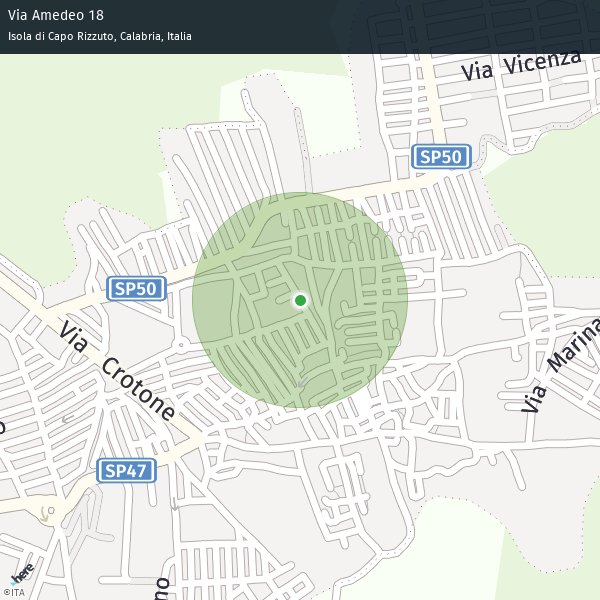 Via Amedeo 18
Isola di Capo Rizzuto, Calabria, Italia
Via Vicenza
SP50
SP50
Via Crotone
Via Marina
SP47
o
no
here
©ITA